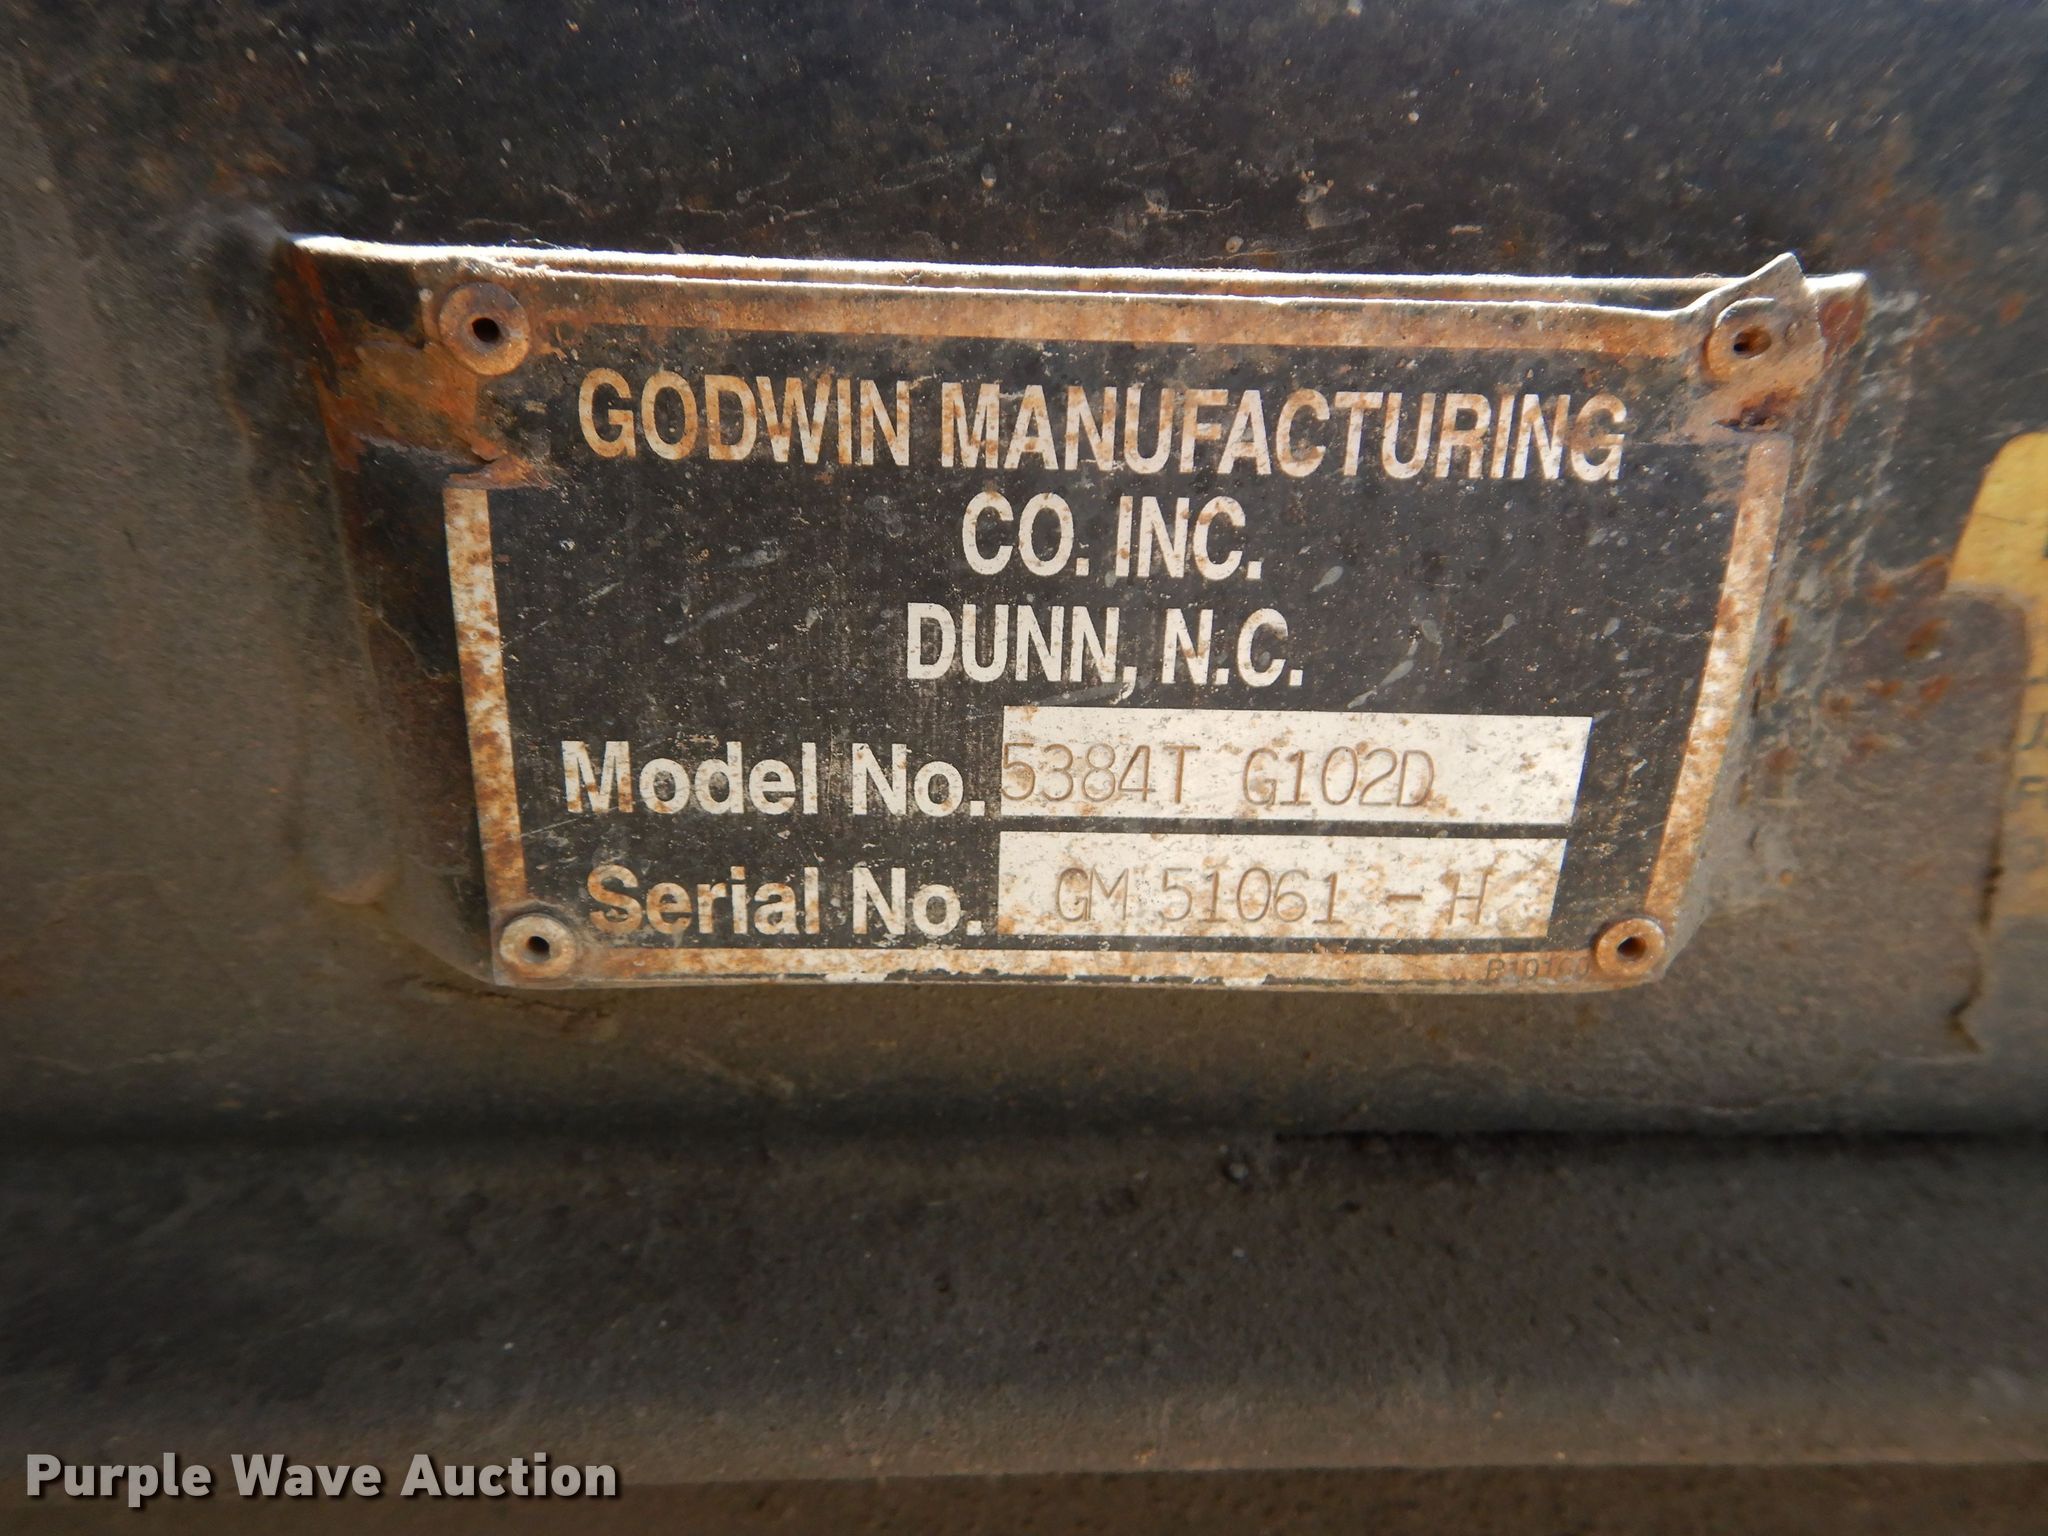 GODWIN MANUFACTURING
CO. INC.
DUNN, N.C.
Model No. 5384T G102D
Serial No. GM 51061 - H
Purple Wave Auction